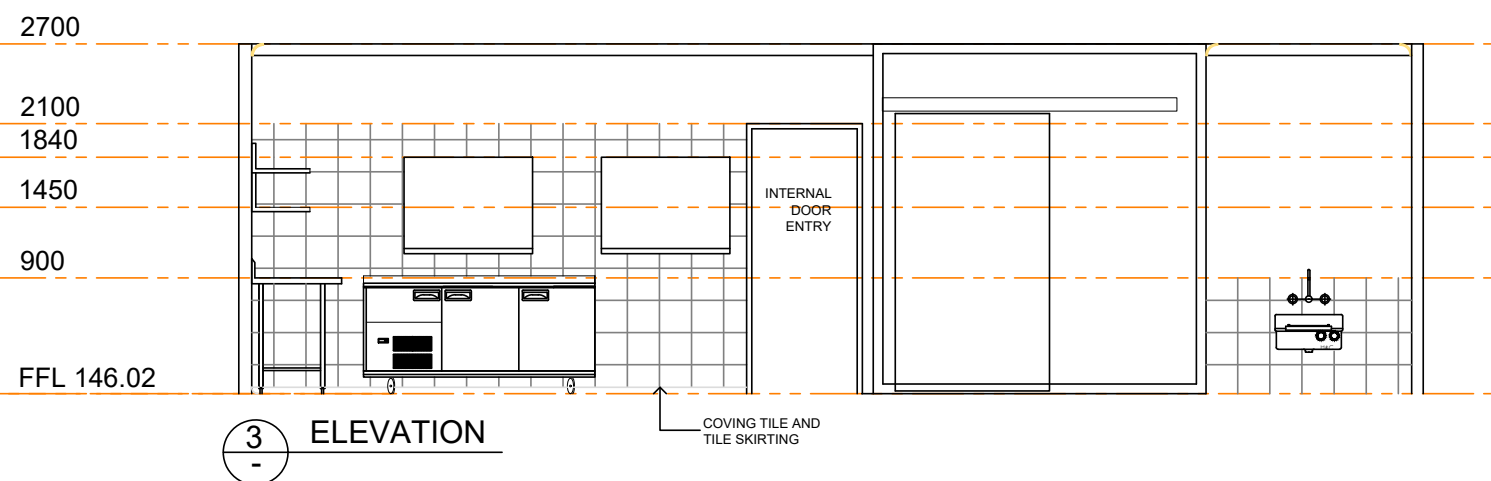 2700
2100
1840
1450
900
FFL 146.02
INTERNAL
DOOR
ENTRY
3
-
ELEVATION
COVING TILE AND
TILE SKIRTING